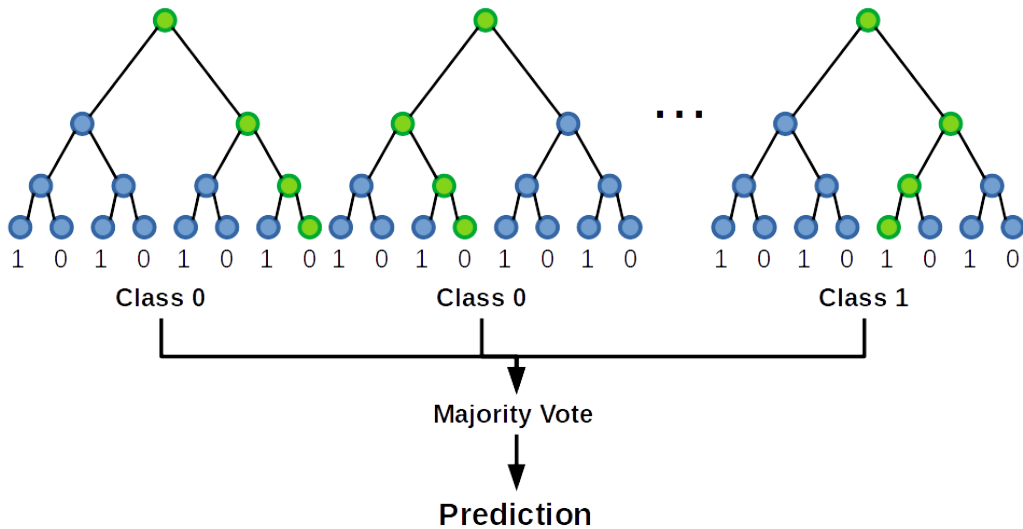 ...
1 0 1 0 1 0 1 0 1 0 1 0 1 0 1 0 1 0 1 0 1 0 1 0
Class 0 Class 0 Class 1
Majority Vote
Prediction